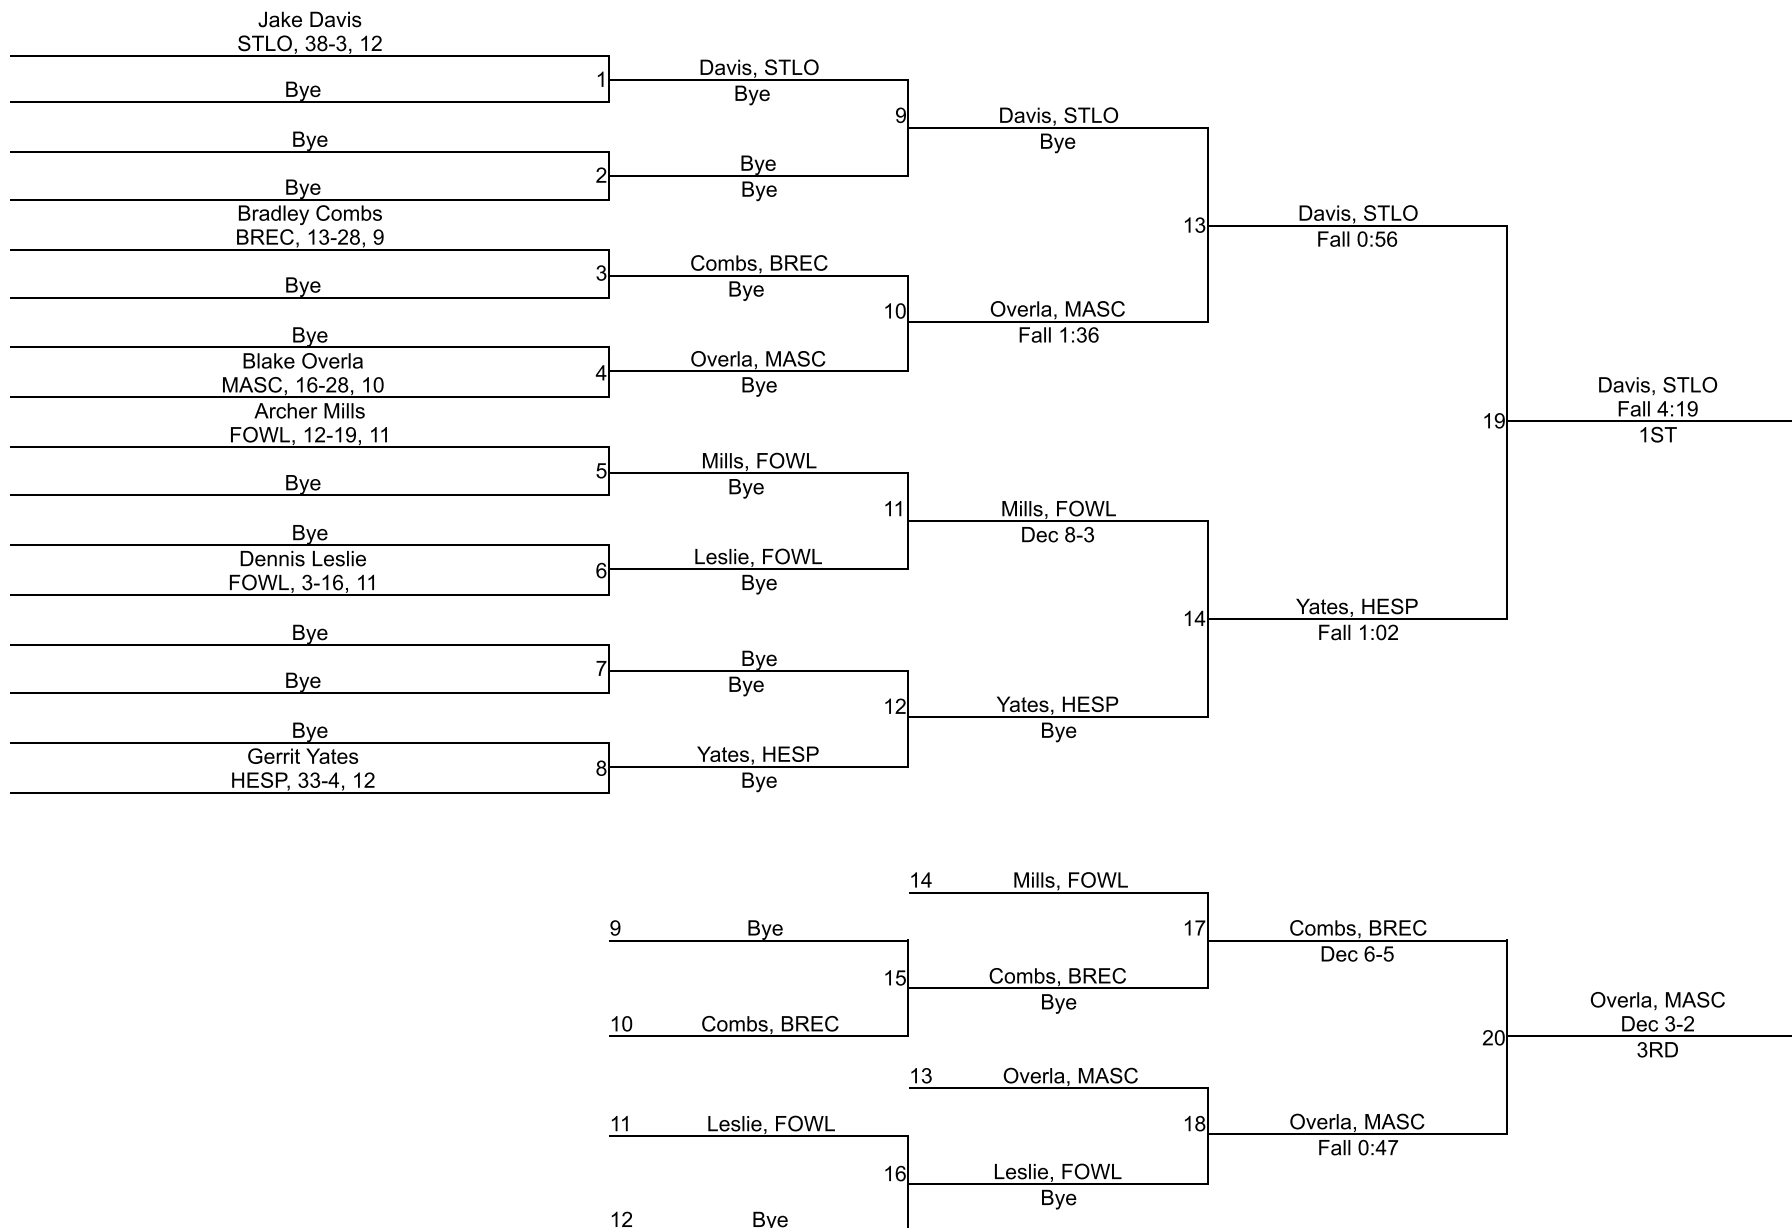 Jake Davis
STLO, 38-3, 12
Bye
1
Davis, STLO
Bye
Bye
Bye
2
Bye
Bye
9
Davis, STLO
Bye
Bradley Combs
BREC, 13-28, 9
Bye
3
Combs, BREC
Bye
Bye
Blake Overla
MASC, 16-28, 10
4
Overla, MASC
Bye
10
Overla, MASC
Fall 1:36
13
Davis, STLO
Fall 0:56
Archer Mills
FOWL, 12-19, 11
Bye
5
Mills, FOWL
Bye
Bye
Dennis Leslie
FOWL, 3-16, 11
6
Leslie, FOWL
Bye
11
Mills, FOWL
Dec 8-3
Bye
Bye
7
Bye
Bye
Bye
Gerrit Yates
HESP, 33-4, 12
8
Yates, HESP
Bye
12
Yates, HESP
Bye
14
Yates, HESP
Fall 1:02
19
Davis, STLO
Fall 4:19
1ST
14
Mills, FOWL
9
Bye
10
Combs, BREC
15
Combs, BREC
Bye
17
Combs, BREC
Dec 6-5
13
Overla, MASC
11
Leslie, FOWL
12
Bye
16
Leslie, FOWL
Bye
18
Overla, MASC
Fall 0:47
20
Overla, MASC
Dec 3-2
3RD